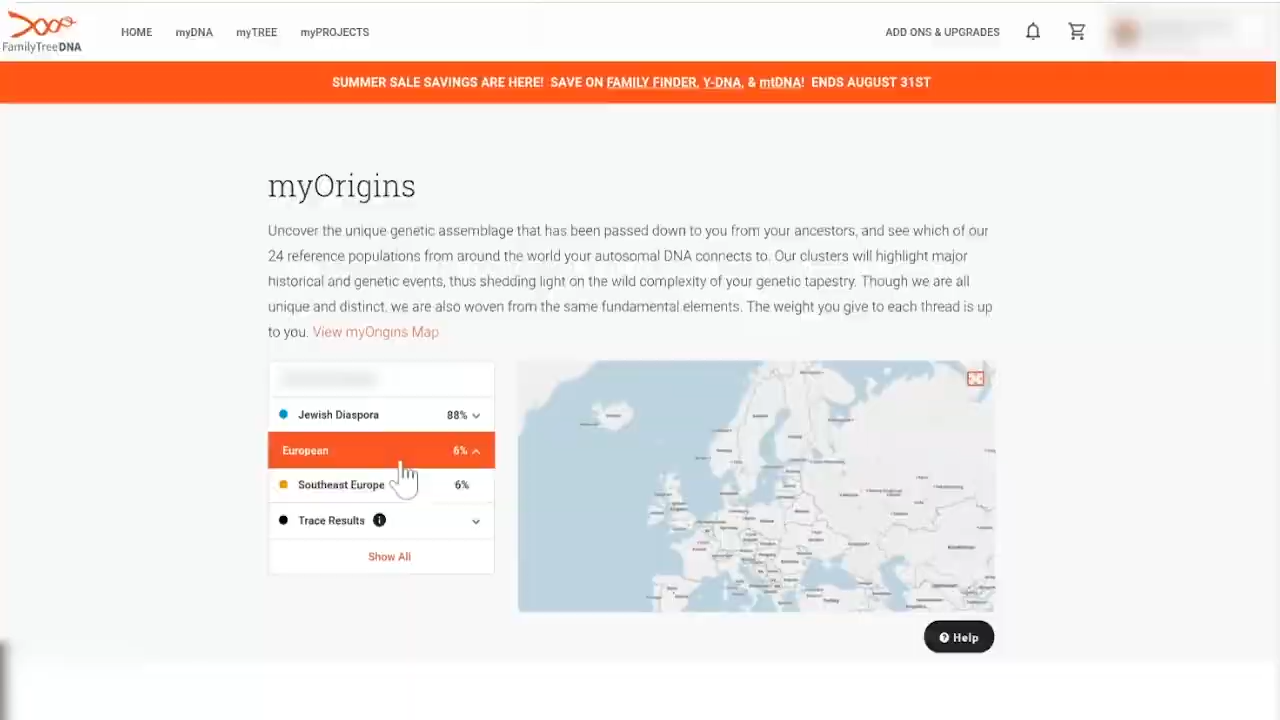 FamilyTreeDNA
HOME myDNA myTREE myPROJECTS ADD ONS & UPGRADES
SUMMER SALE SAVINGS ARE HERE! SAVE ON FAMILY FINDER, Y-DNA, & mtDNA! ENDS AUGUST 31ST
myOrigins
Uncover the unique genetic assemblage that has been passed down to you from your ancestors, and see which of our
24 reference populations from around the world your autosomal DNA connects to. Our clusters will highlight major
historical and genetic events, thus shedding light on the wild complexity of your genetic tapestry. Though we are all
unique and distinct, we are also woven from the same fundamental elements. The weight you give to each thread is up
to you. View myOrigins Map
Jewish Diaspora 88%
European 6%
Southeast Europe 6%
Trace Results
Show All
Help